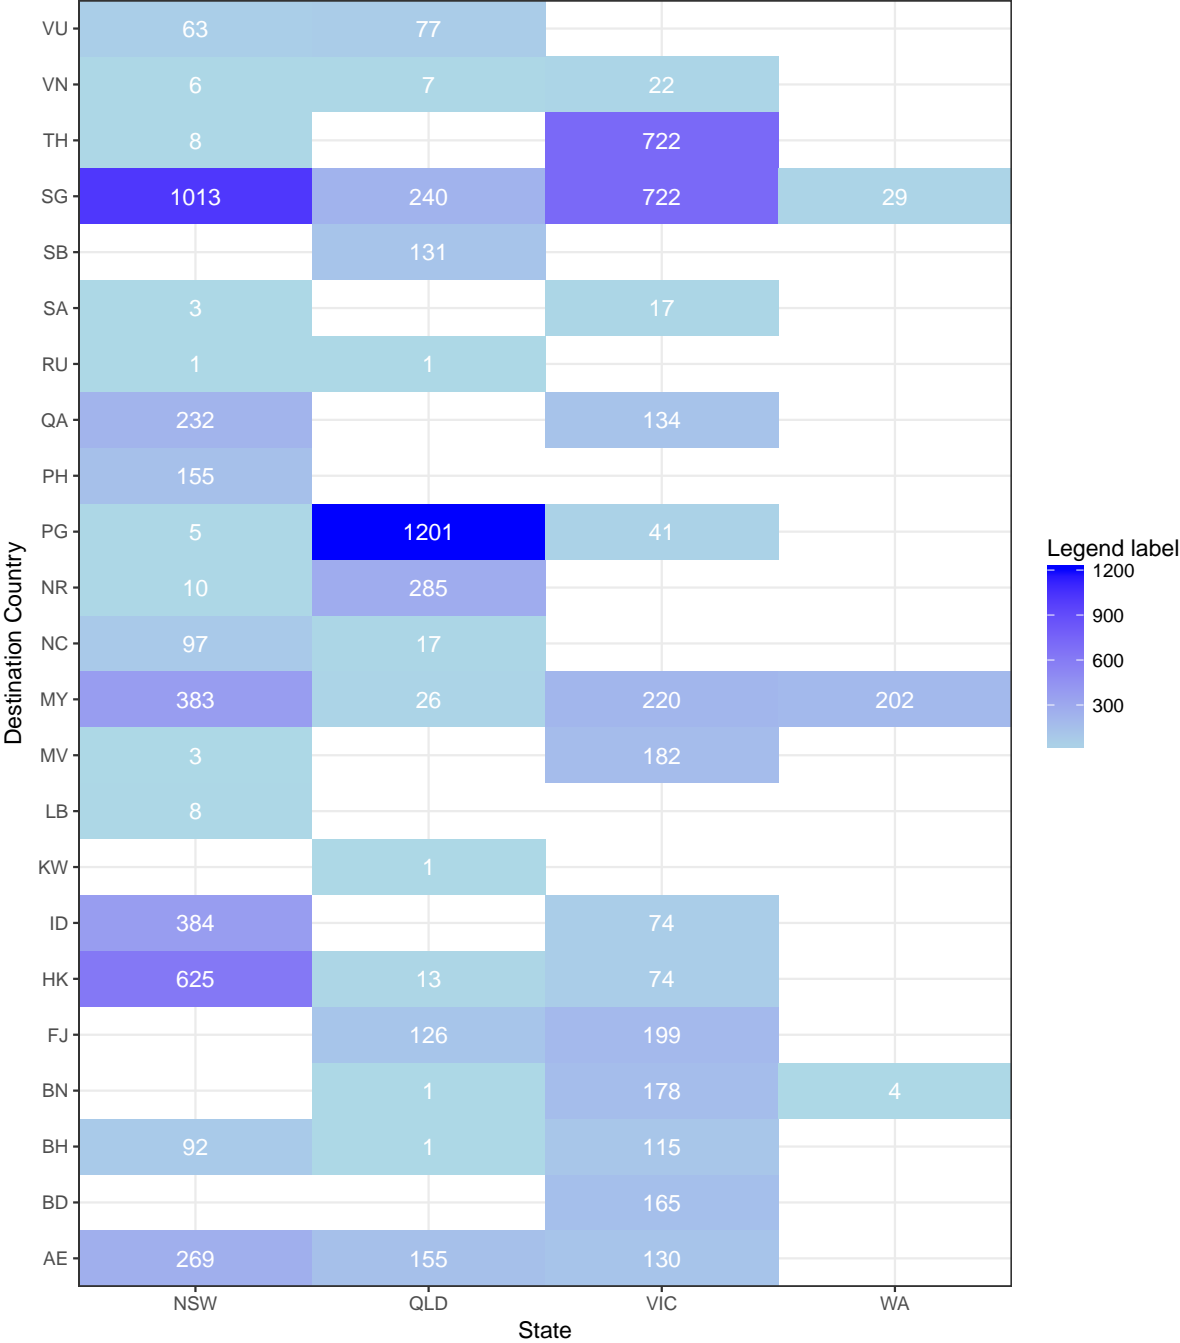 VU 63 77
VN 6 7 22
TH 8 722
SG 1013 240 722 29
SB 131
SA 3 17
RU 1 1
QA 232 134
PH 155
PG 5 1201 41
NR 10 285
NC 97 17
MY 383 26 220 202
MV 3 182
LB 8
KW 1
ID 384 74
HK 625 13 74
FJ 126 199
BN 1 178 4
BH 92 1 115
BD 165
AE 269 155 130
NSW QLD VIC WA
State
Destination Country
Legend label
1200
900
600
300